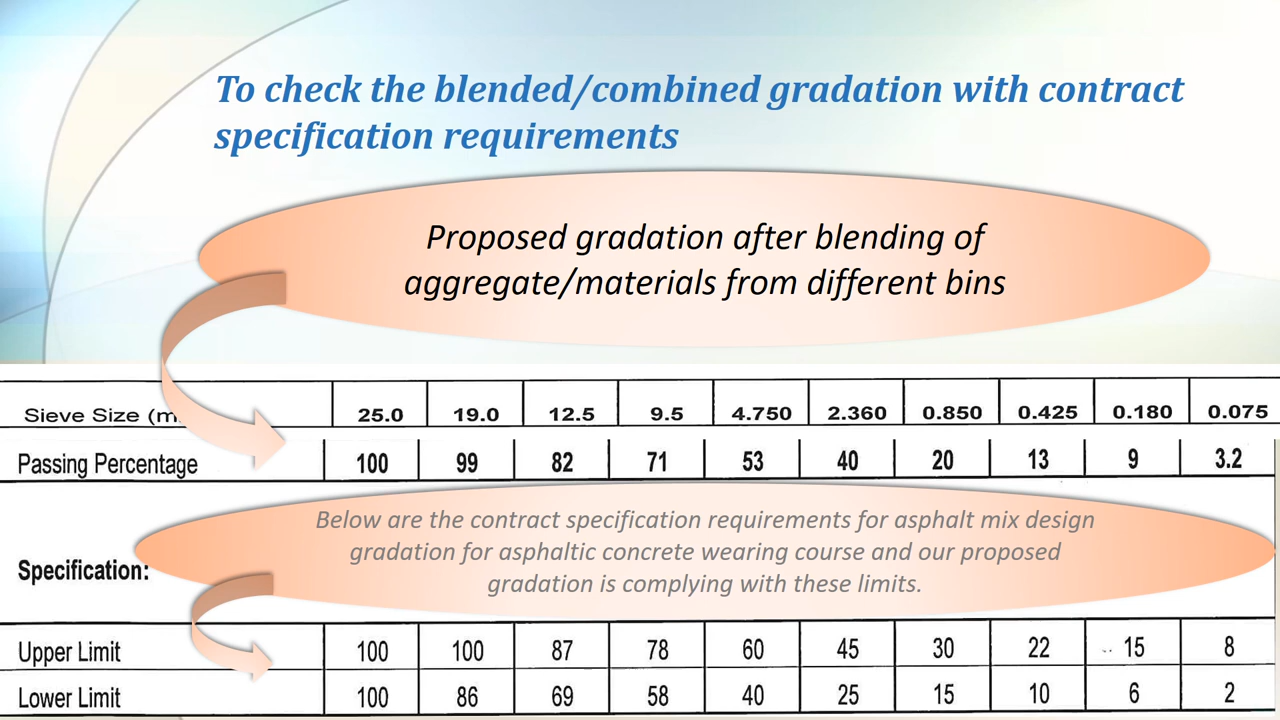 To check the blended/combined gradation with contract
specification requirements
Proposed gradation after blending of
aggregate/materials from different bins
Sieve Size (m 25.0 19.0 12.5 9.5 4.750 2.360 0.850 0.425 0.180 0.075
Passing Percentage 100 99 82 71 53 40 20 13 9 3.2
Below are the contract specification requirements for asphalt mix design
gradation for asphaltic concrete wearing course and our proposed
gradation is complying with these limits.
Specification:
Upper Limit 100 100 87 78 60 45 30 22 15 8
Lower Limit 100 86 69 58 40 25 15 10 6 2